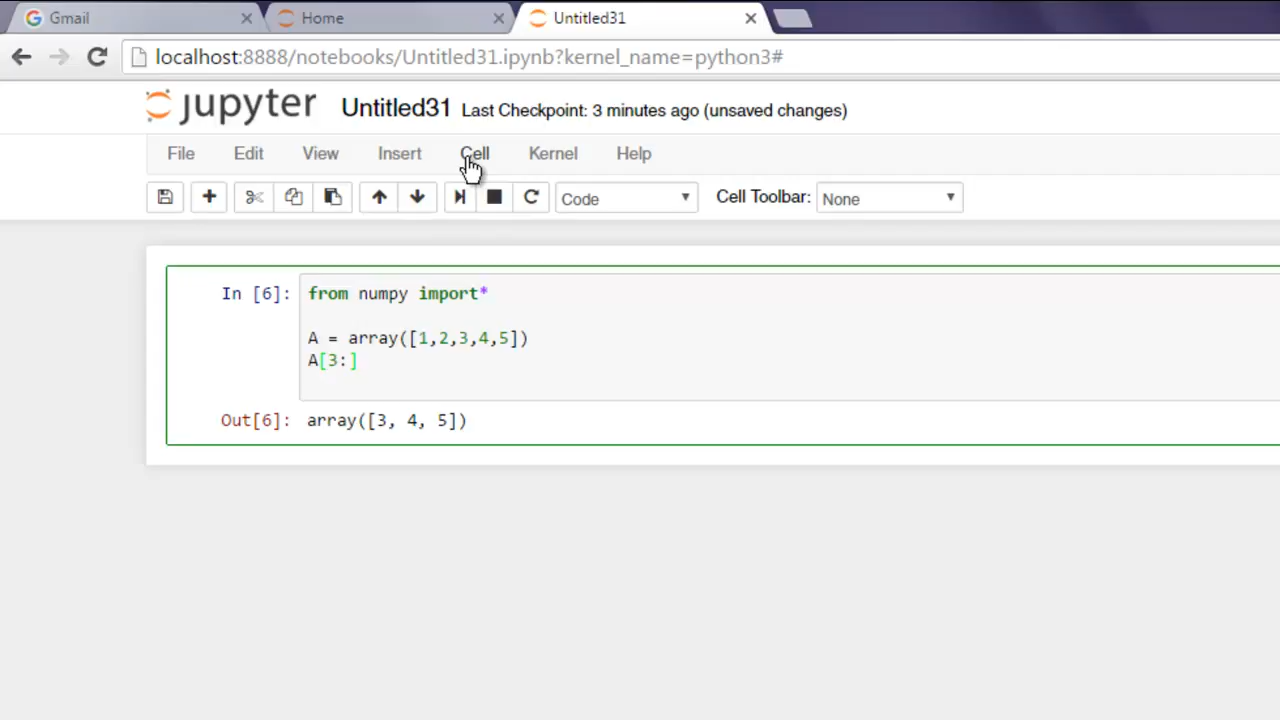 Gmail
Home
Untitled31
localhost:8888/notebooks/Untitled31.ipynb?kernel_name=python3#
jupyter Untitled31 Last Checkpoint: 3 minutes ago (unsaved changes)
File Edit View Insert Cell Kernel Help
Code Cell Toolbar: None
In [6]: from numpy import*
A = array([1,2,3,4,5])
A[3:]
Out[6]: array([3, 4, 5])